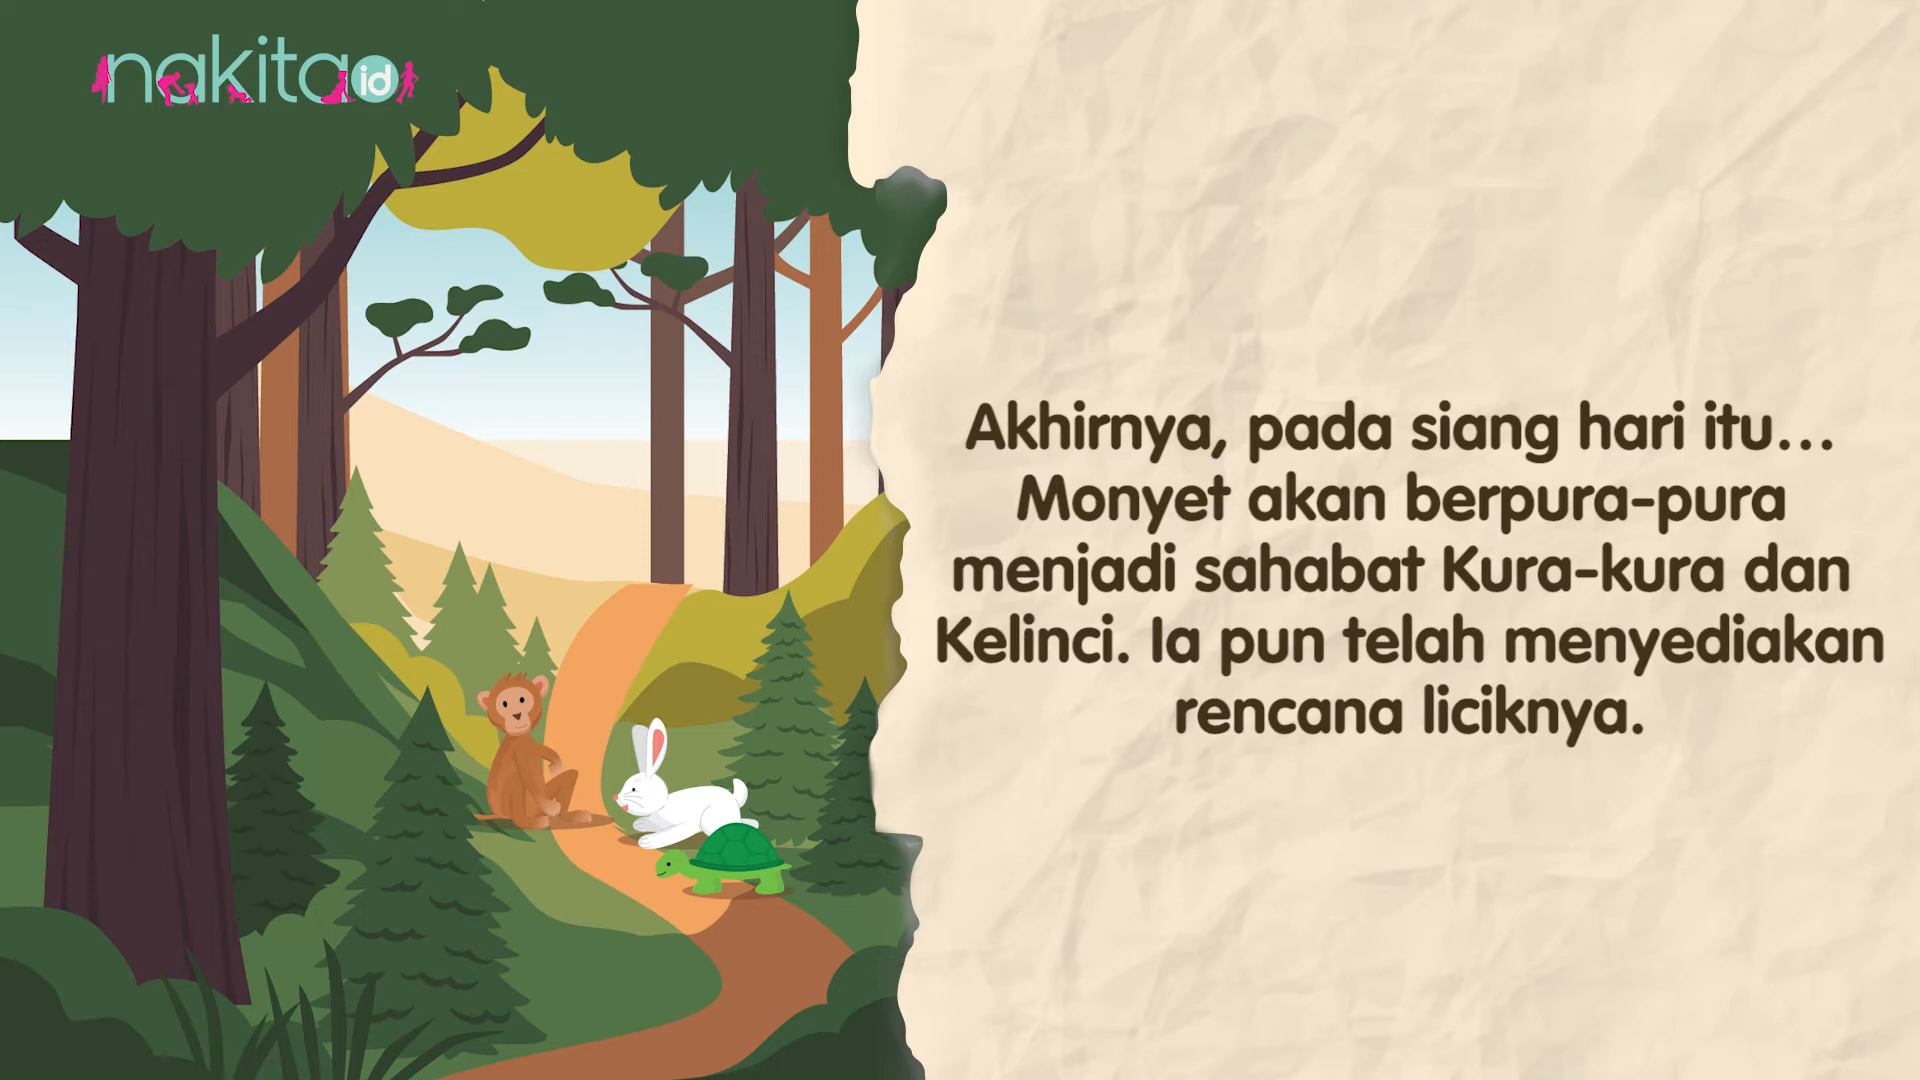 nakita id
Akhirnya, pada siang hari itu...
Monyet akan berpura-pura
menjadi sahabat Kura-kura dan
Kelinci. Ia pun telah menyediakan
rencana liciknya.